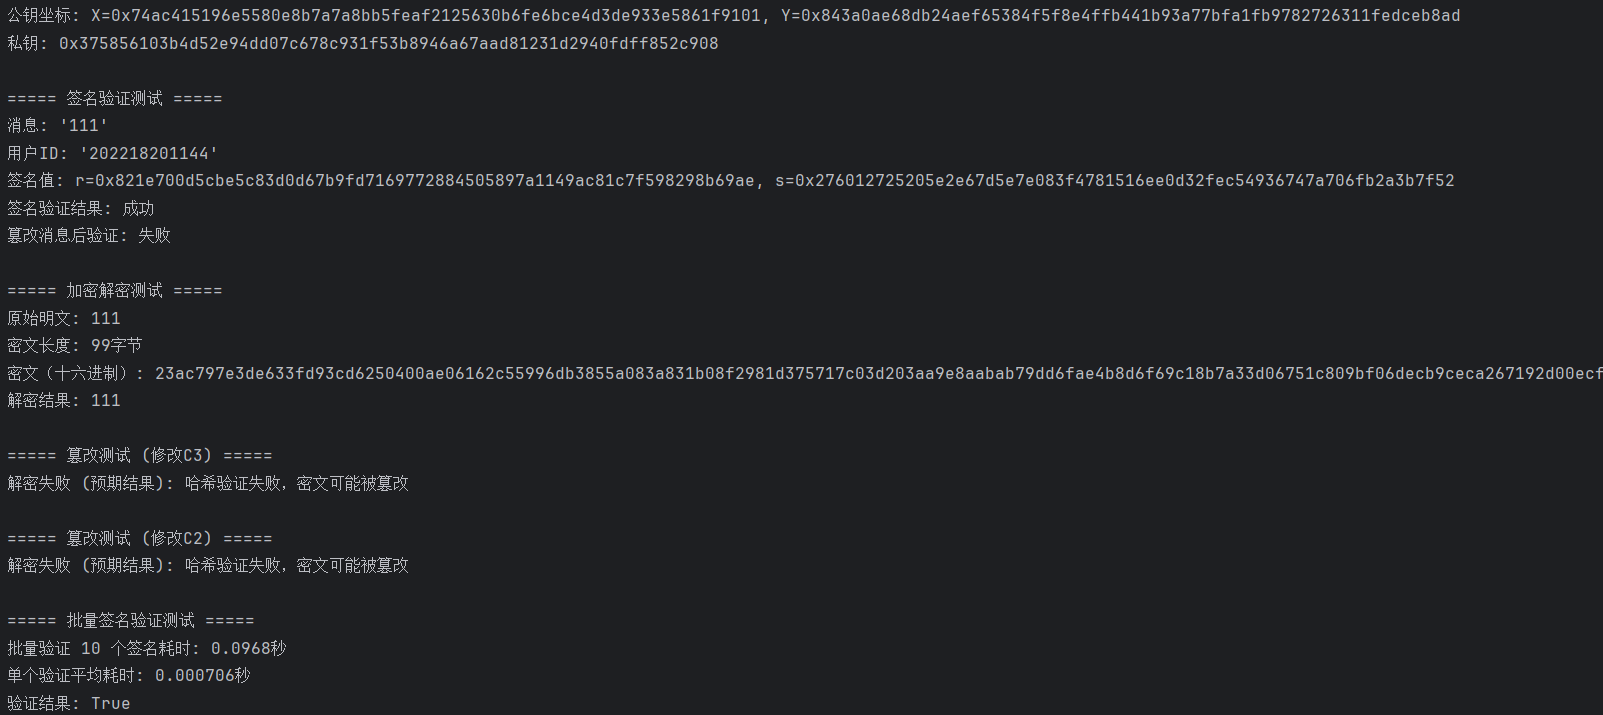 公钥坐标: X=0x74ac415196e5580e8b7a7a8bb5feaf2125630b6fe6bce4d3de933e5861f9101, Y=0x843a0ae68db24aef65384f5f8e4ffb441b93a77bfa1fb9782726311fedceb8ad
私钥: 0x375856103b4d52e94dd07c678c931f53b8946a67aad81231d2940fdff852c908
===== 签名验证测试 =====
消息: '111'
用户ID: '202218201144'
签名值: r=0x821e700d5cbe5c83d0d67b9fd7169772884505897a1149ac81c7f598298b69ae, s=0x276012725205e2e67d5e7e083f4781516ee0d32fec54936747a706fb2a3b7f52
签名验证结果: 成功
篡改消息后验证: 失败
===== 加密解密测试 =====
原始明文: 111
密文长度: 99字节
密文（十六进制）: 23ac797e3de633fd93cd6250400ae06162c55996db3855a083a831b08f2981d375717c03d203aa9e8aabab79dd6fae4b8d6f69c18b7a33d06751c809bf06decb9ceca267192d00ecf
解密结果: 111
===== 篡改测试 (修改C3) =====
解密失败 (预期结果): 哈希验证失败，密文可能被篡改
===== 篡改测试 (修改C2) =====
解密失败 (预期结果): 哈希验证失败，密文可能被篡改
===== 批量签名验证测试 =====
批量验证 10 个签名耗时: 0.0968秒
单个验证平均耗时: 0.000706秒
验证结果: True